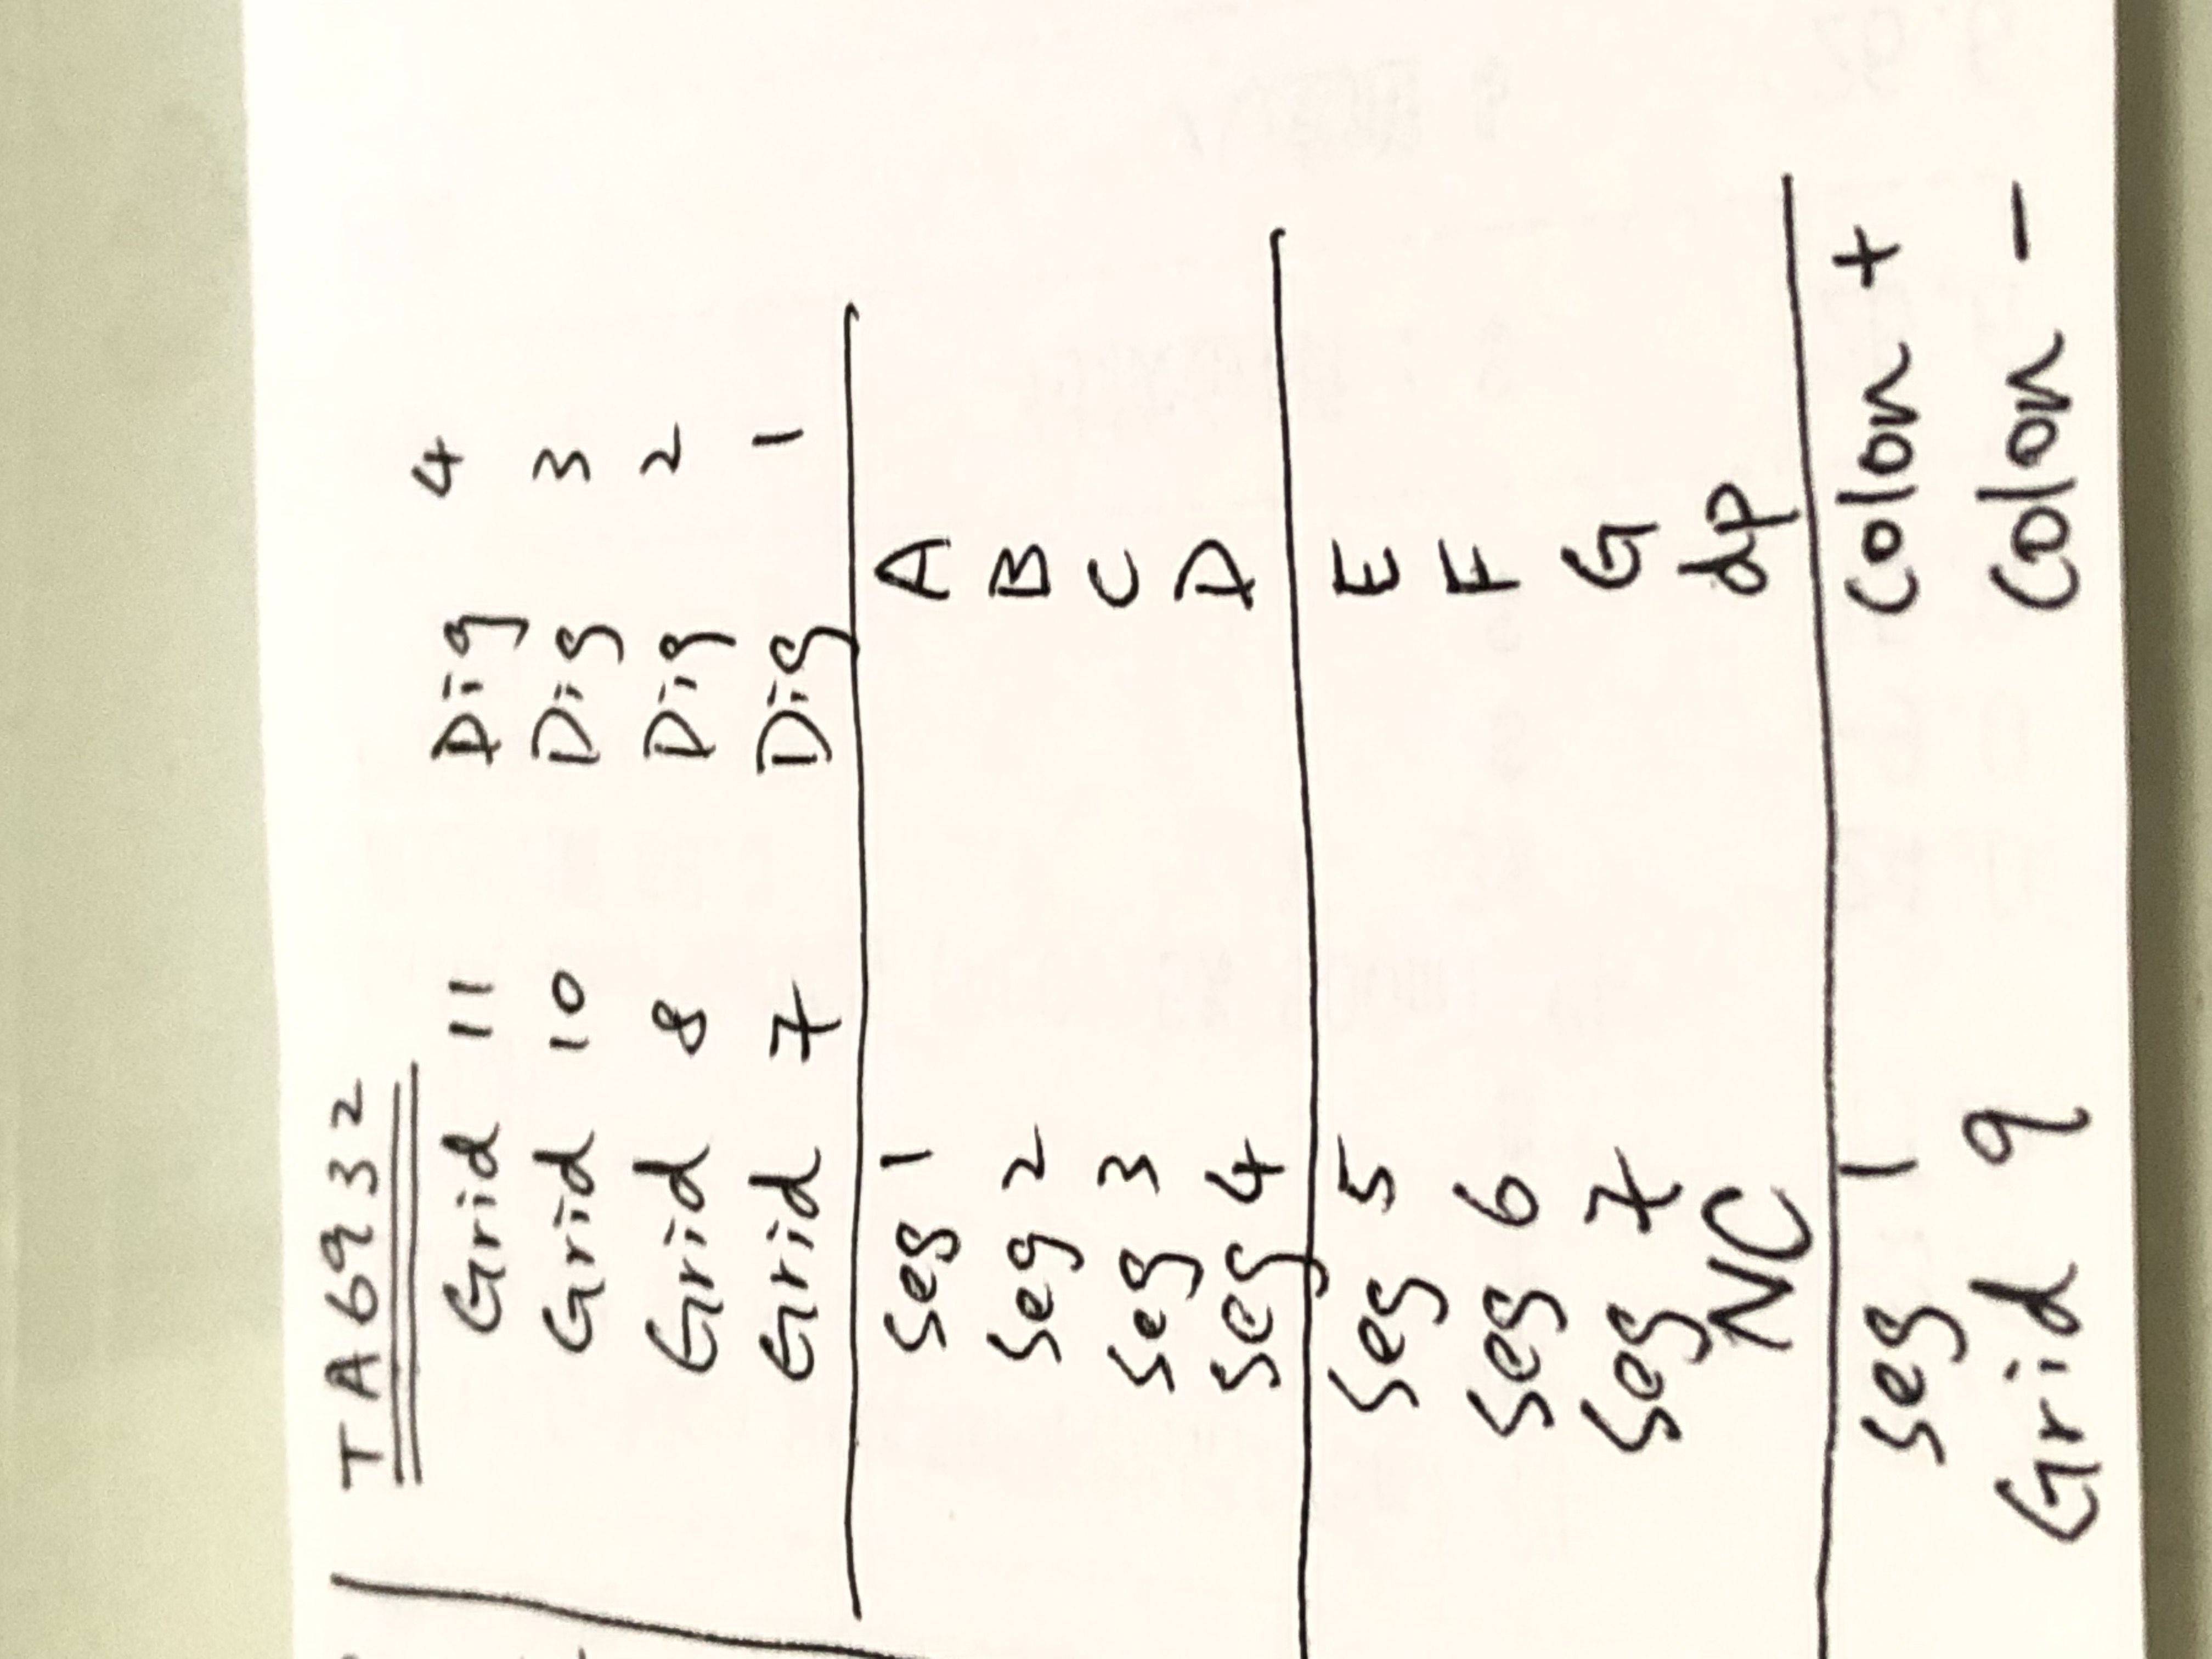 TA6932
Grid 11 Dig 4
Grid 10 Dig 3
Grid 8 Dig 2
Grid 7 Dig 1
Seg 1 A
Seg 2 B
Seg 3 C
Seg 4 D
Seg 5 E
Seg 6 F
Seg 7 G
NC dp
Seg 1 Colon +
Grid 9 Colon -